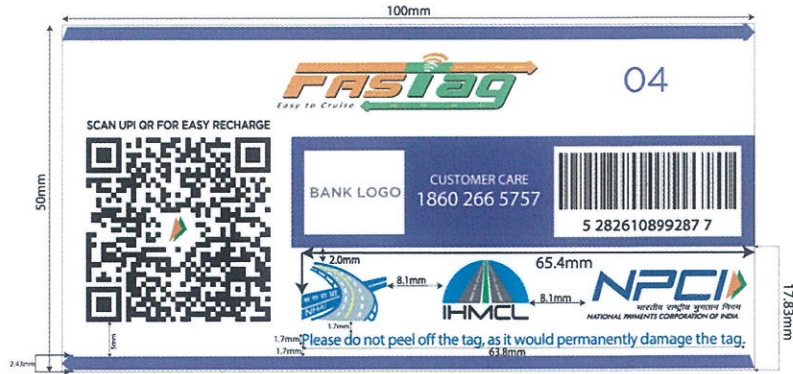 100mm
FASTag
Easy to Cruise
04
SCAN UPI QR FOR EASY RECHARGE
50mm
BANK LOGO
CUSTOMER CARE
1860 266 5757
5 282610899287 7
2.0mm
65.4mm
8.1mm
NHAI
IHMCL
8.1mm
NPCI
भारतीय राष्ट्रीय भुगतान निगम
NATIONAL PAYMENTS CORPORATION OF INDIA
17.83mm
1.7mm
5mm
1.7mm
Please do not peel off the tag, as it would permanently damage the tag.
1.7mm
63.8mm
2.43mm